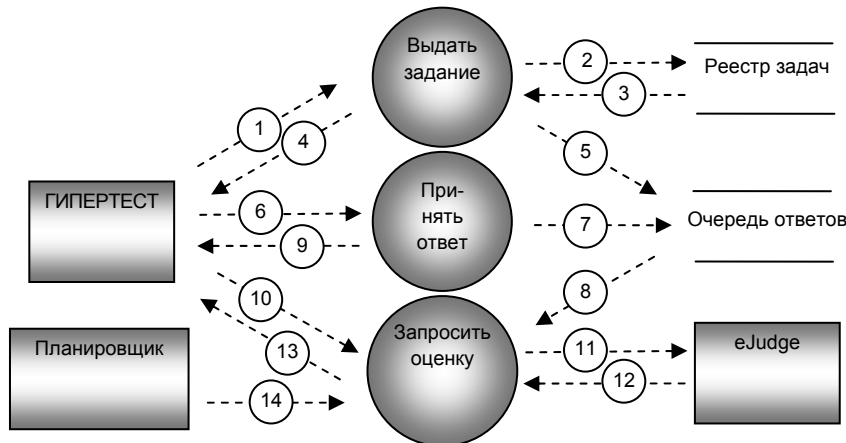 Выдать
задание
2
Реестр задач
3
1
4
5
ГИПЕРТЕСТ
6
При-
нять
ответ
7
Очередь ответов
9
8
10
Планировщик
13
Запросить
оценку
11
eJudge
12
14